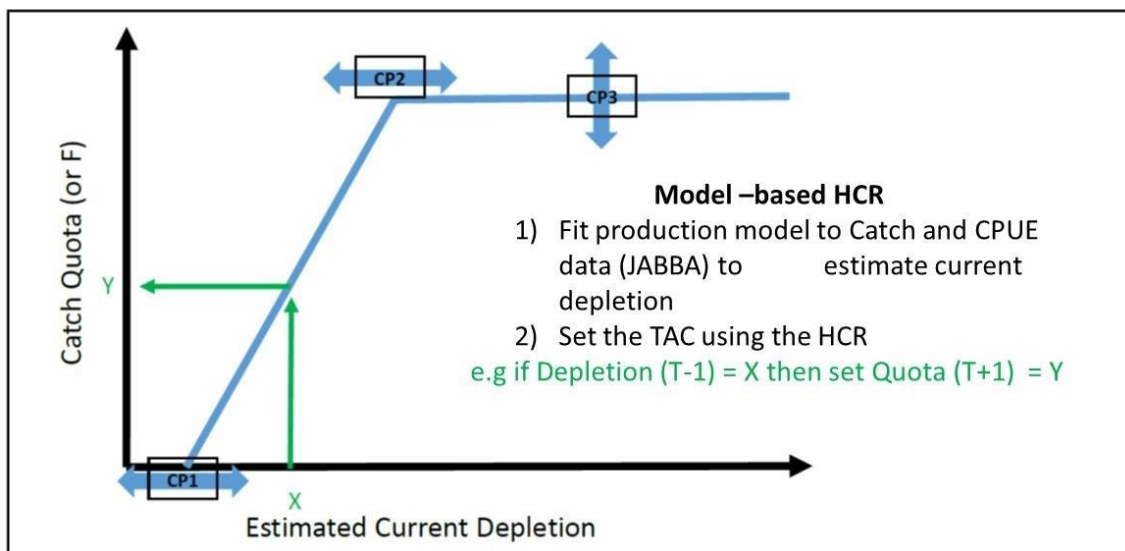 CP2
CP3
Catch Quota (or F)
Model –based HCR
1) Fit production model to Catch and CPUE
data (JABBA) to estimate current
depletion
2) Set the TAC using the HCR
e.g if Depletion (T-1) = X then set Quota (T+1) = Y
Y
CP1
X
Estimated Current Depletion